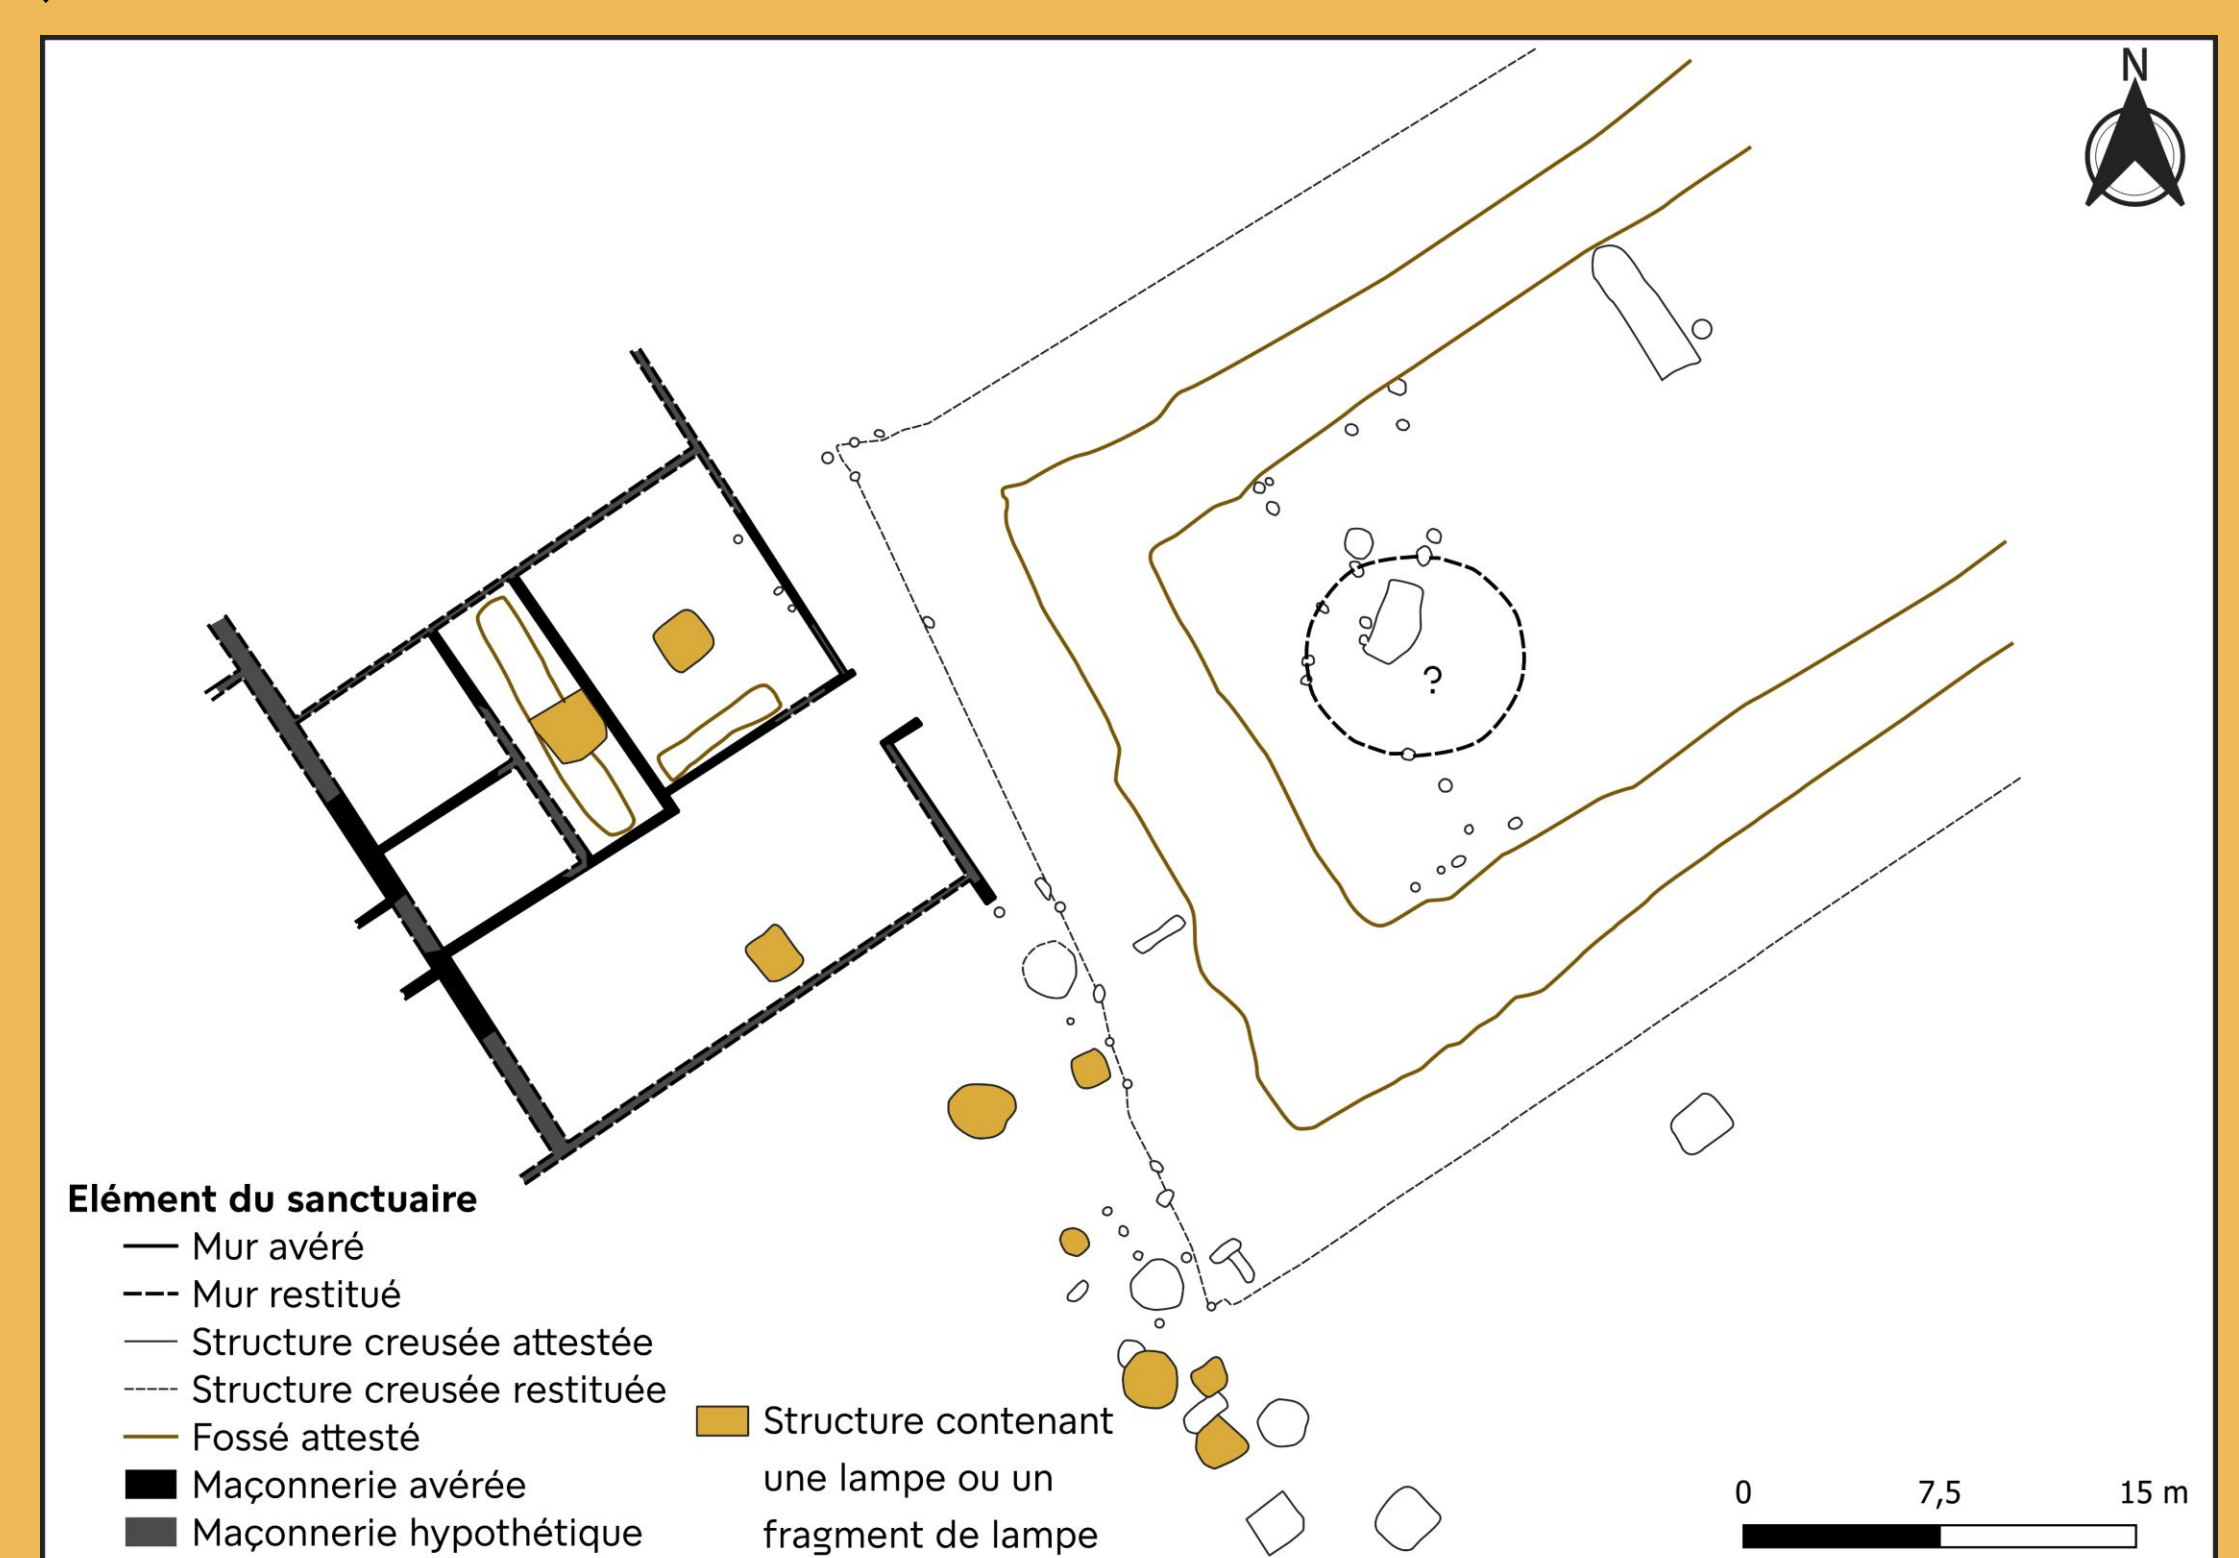 N
?
Elément du sanctuaire
Mur avéré
Mur restitué
Structure creusée attestée
Structure creusée restituée
Fossé attesté
Maçonnerie avérée
Maçonnerie hypothétique
Structure contenant
une lampe ou un
fragment de lampe
0 7,5 15 m